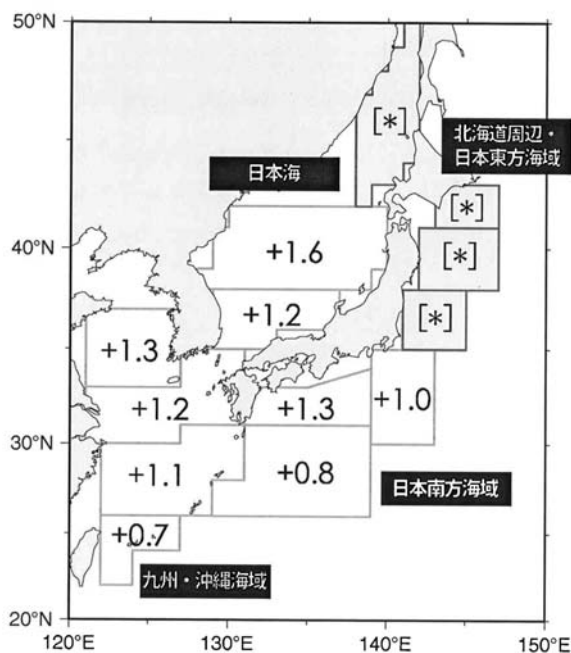 50°N
[*]
北海道周辺・
日本東方海域
日本海
[*]
40°N
+1.6
[*]
+1.2
[*]
+1.3
+1.2
+1.3
+1.0
30°N
+1.1
+0.8
日本南方海域
+0.7
九州・沖縄海域
20°N
120°E
130°E
140°E
150°E